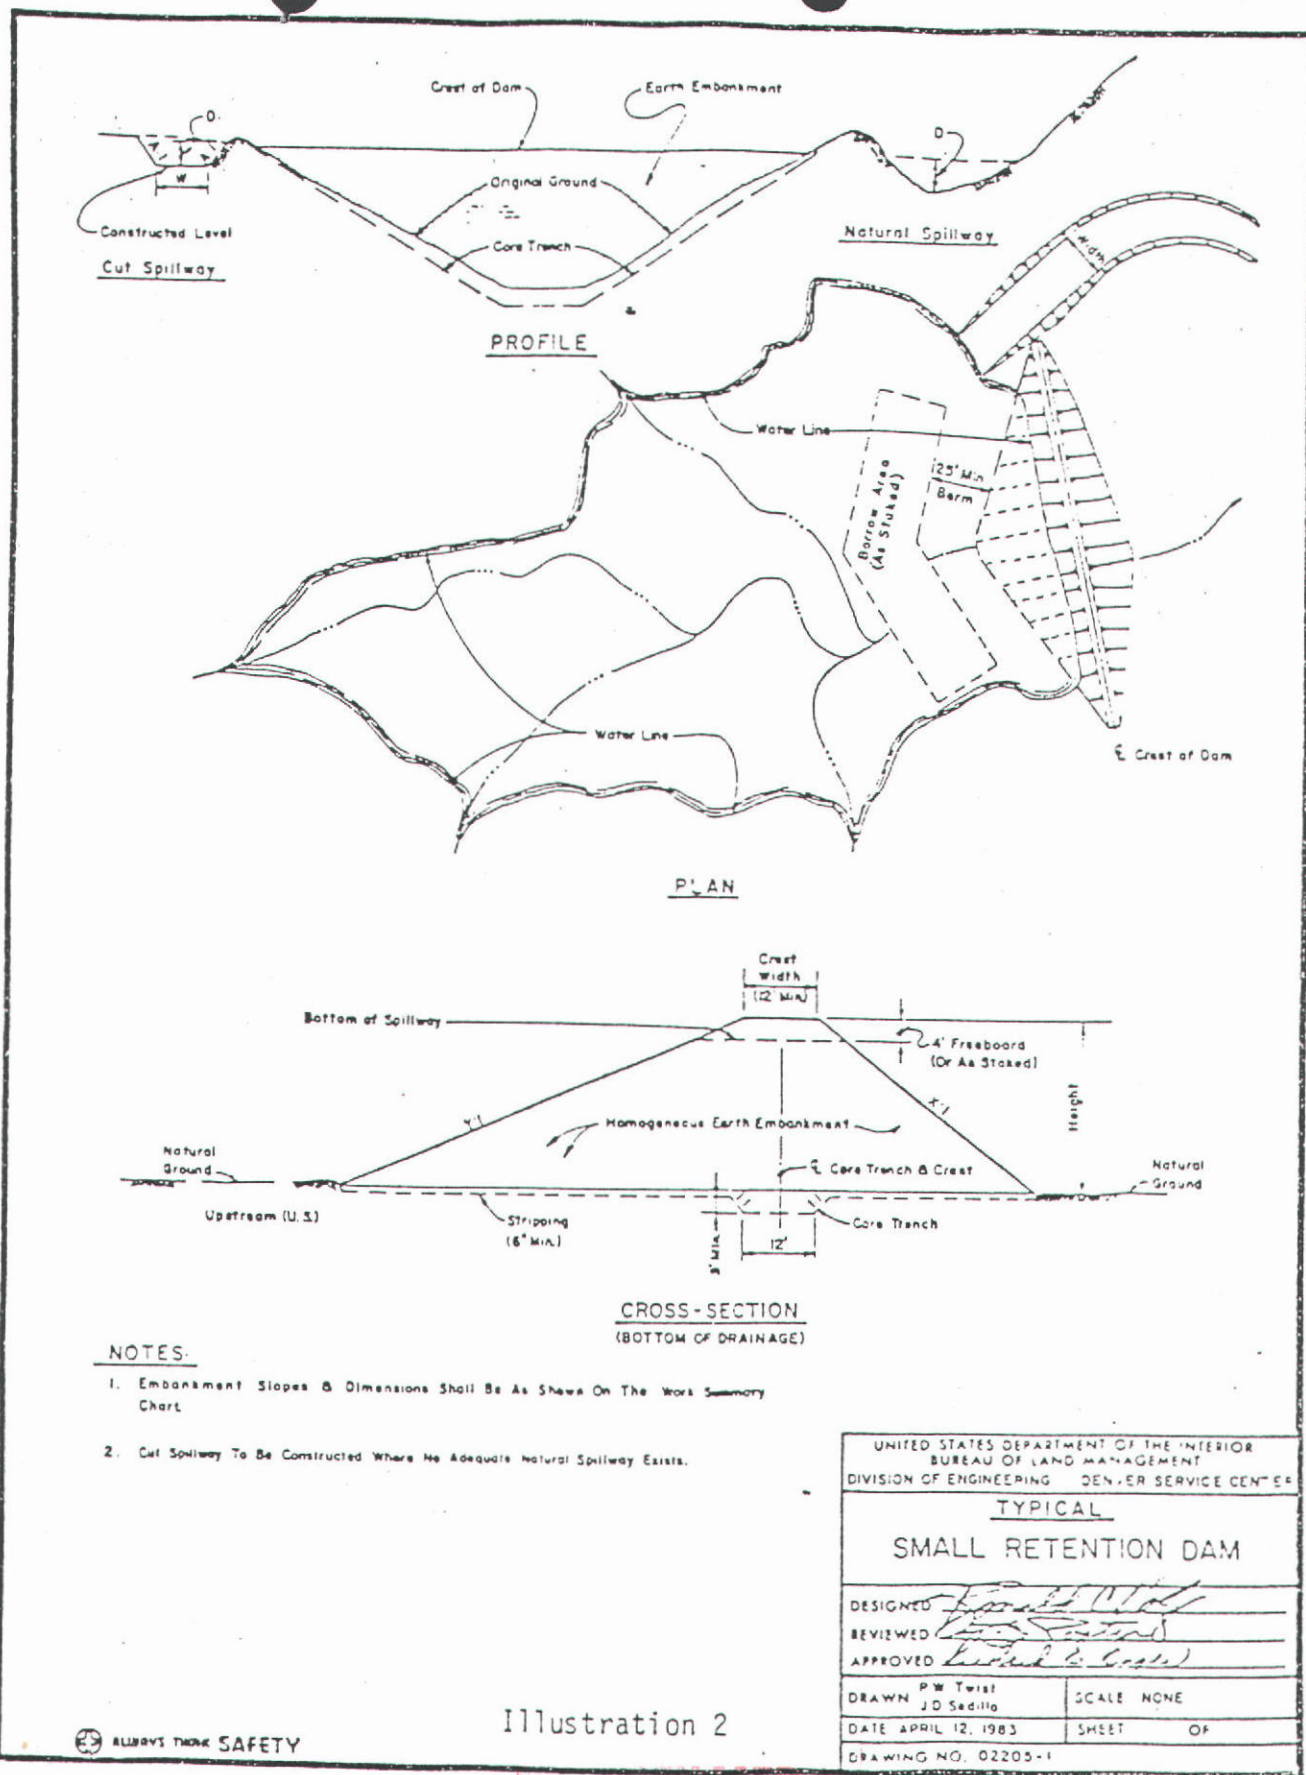 Crest of Dam
Earth Embankment
D
D
W
Original Ground
Constructed Level
Core Trench
Natural Spillway
Cut Spillway
Width
PROFILE
Water Line
Borrow Area
(As Staked)
25' Min
Berm
Water Line
℄ Crest of Dam
PLAN
Crest
Width
(12' Min)
Bottom of Spillway
4' Freeboard
(Or As Staked)
Height
Y:1
X:1
Homogeneous Earth Embankment
Natural
Ground
℄ Core Trench & Crest
Natural
Ground
Upstream (U.S.)
Stripping
(6" Min.)
3' Min.
12'
Core Trench
CROSS-SECTION
(BOTTOM OF DRAINAGE)
NOTES:
1. Embankment Slopes & Dimensions Shall Be As Shown On The Work Summary
Chart
2. Cut Spillway To Be Constructed Where No Adequate Natural Spillway Exists.
UNITED STATES DEPARTMENT OF THE INTERIOR
BUREAU OF LAND MANAGEMENT
DIVISION OF ENGINEERING DENVER SERVICE CENTER
TYPICAL
SMALL RETENTION DAM
DESIGNED
REVIEWED
APPROVED
DRAWN P W Twist
J D Sedillo
SCALE NONE
DATE APRIL 12, 1983
SHEET OF
DRAWING NO. 02205-1
Illustration 2
ALWAYS THINK SAFETY